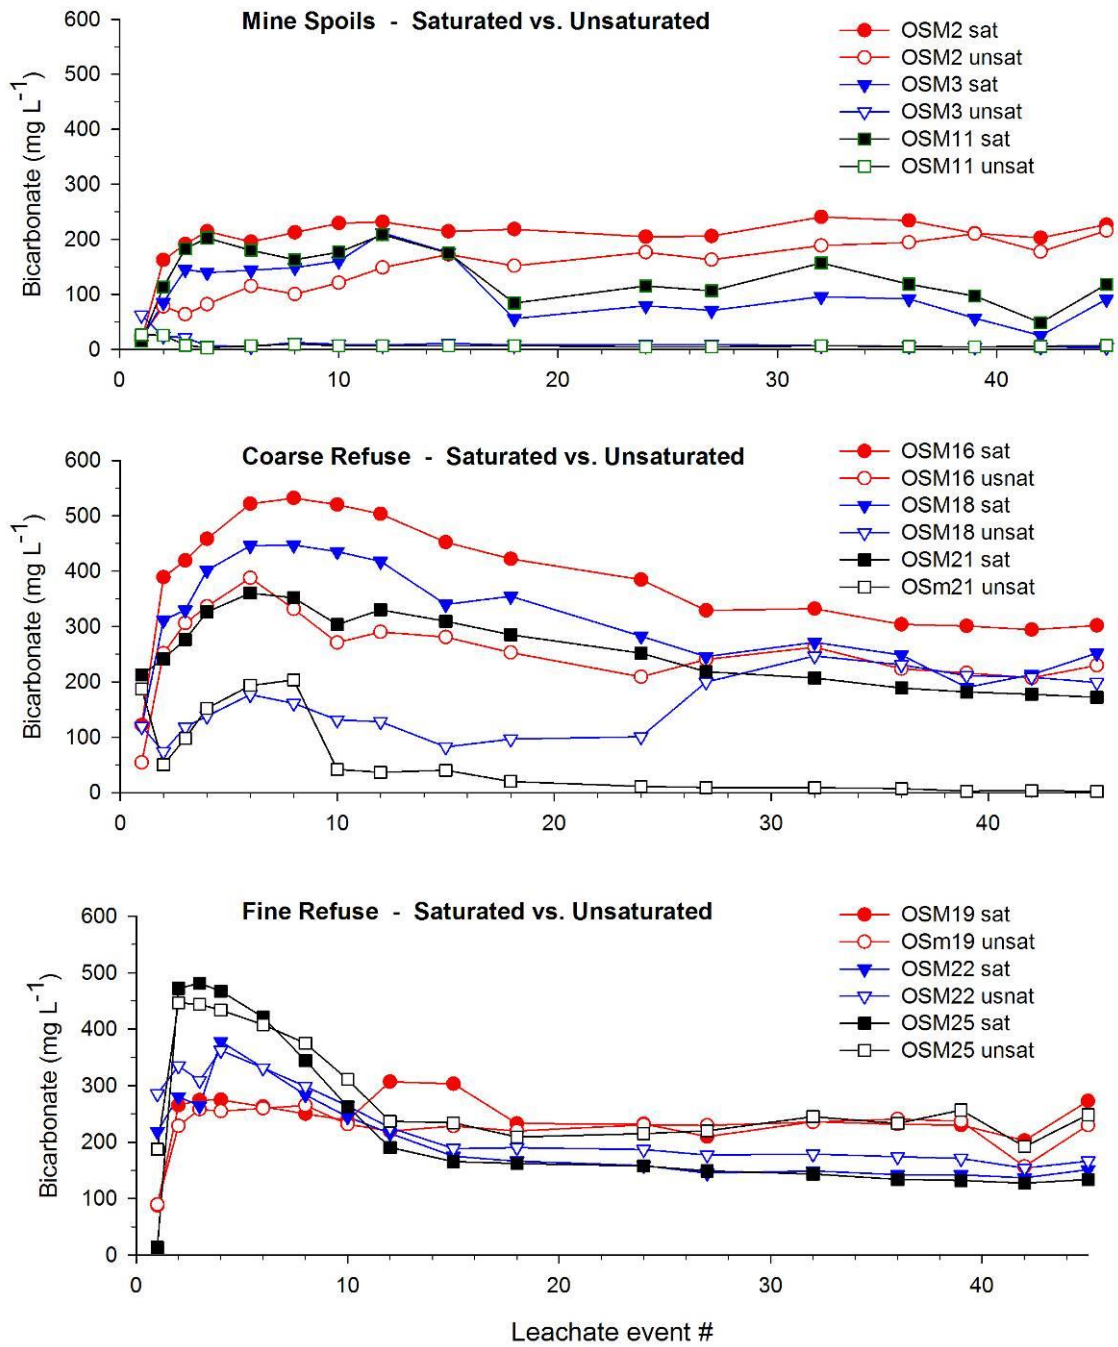 Mine Spoils - Saturated vs. Unsaturated
OSM2 sat
OSM2 unsat
OSM3 sat
OSM3 unsat
OSM11 sat
OSM11 unsat
Bicarbonate (mg L⁻¹)
600
500
400
300
200
100
0
0 10 20 30 40
Coarse Refuse - Saturated vs. Unsaturated
OSM16 sat
OSM16 usnat
OSM18 sat
OSM18 unsat
OSM21 sat
OSm21 unsat
Bicarbonate (mg L⁻¹)
600
500
400
300
200
100
0
0 10 20 30 40
Fine Refuse - Saturated vs. Unsaturated
OSM19 sat
OSm19 unsat
OSM22 sat
OSM22 usnat
OSM25 sat
OSM25 unsat
Bicarbonate (mg L⁻¹)
600
500
400
300
200
100
0
0 10 20 30 40
Leachate event #